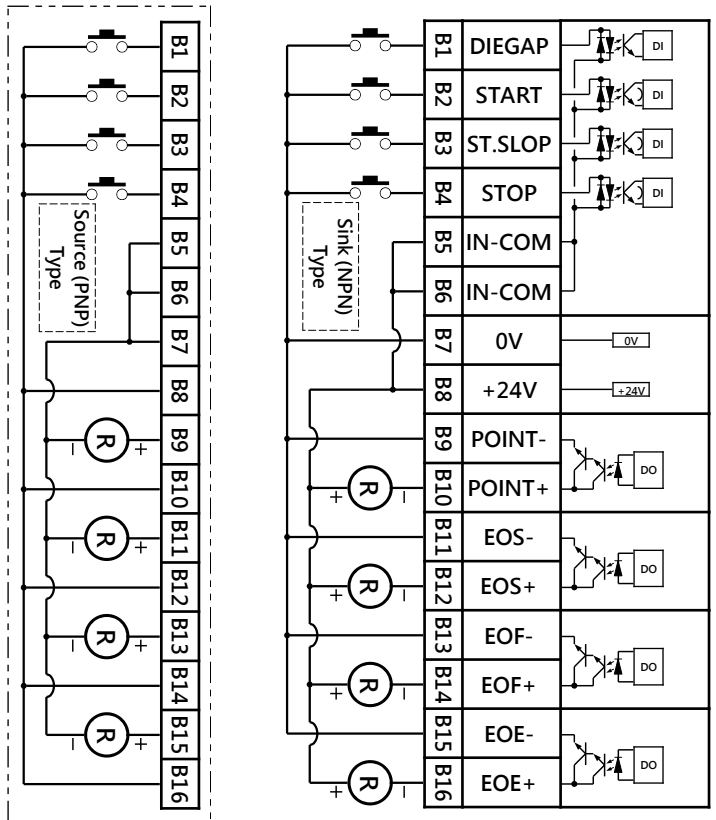 B1
B2
B3
B4
B5
B6
B7
B8
B9
B10
B11
B12
B13
B14
B15
B16
Source (PNP)
Type
− R +
− R +
− R +
− R +
Sink (NPN)
Type
+ R −
+ R −
+ R −
+ R −
B1 DIEGAP DI
B2 START DI
B3 ST.SLOP DI
B4 STOP DI
B5 IN-COM
B6 IN-COM
B7 0V 0V
B8 +24V +24V
B9 POINT-
B10 POINT+ DO
B11 EOS-
B12 EOS+ DO
B13 EOF-
B14 EOF+ DO
B15 EOE-
B16 EOE+ DO